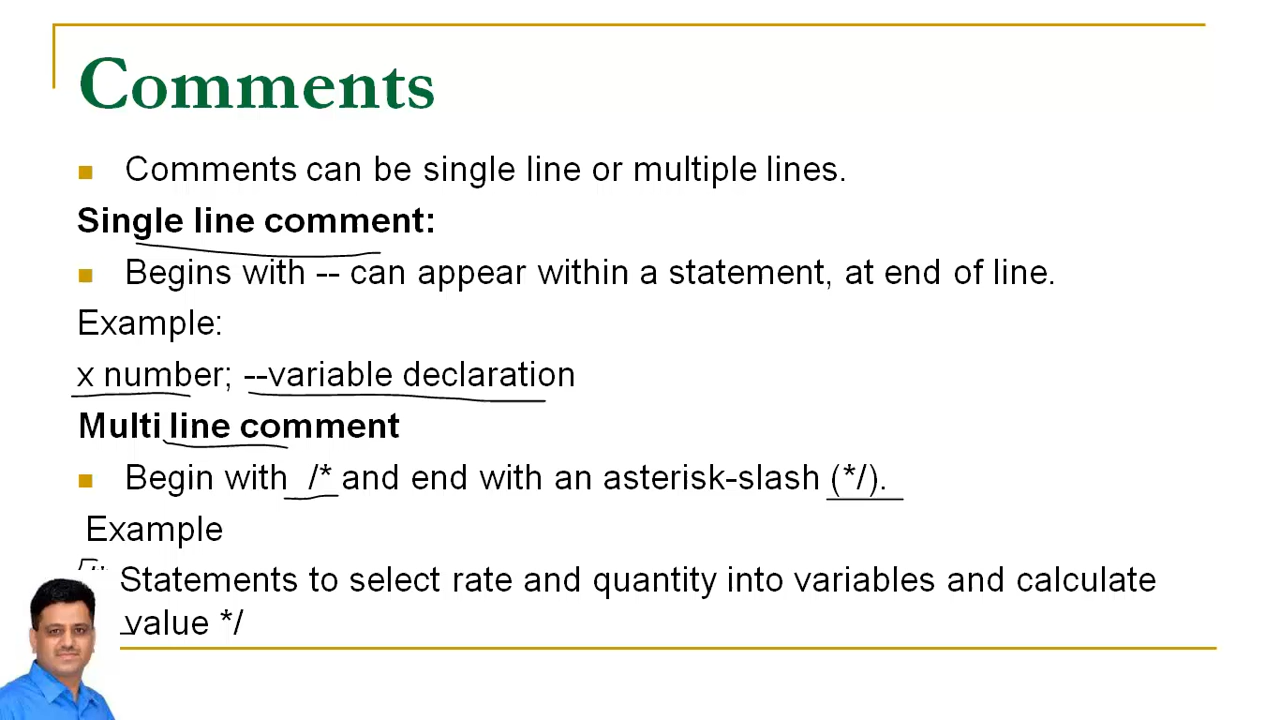 Comments
Comments can be single line or multiple lines.
Single line comment:
Begins with -- can appear within a statement, at end of line.
Example:
x number; --variable declaration
Multi line comment
Begin with /* and end with an asterisk-slash (*/).
Example
Statements to select rate and quantity into variables and calculate
value */